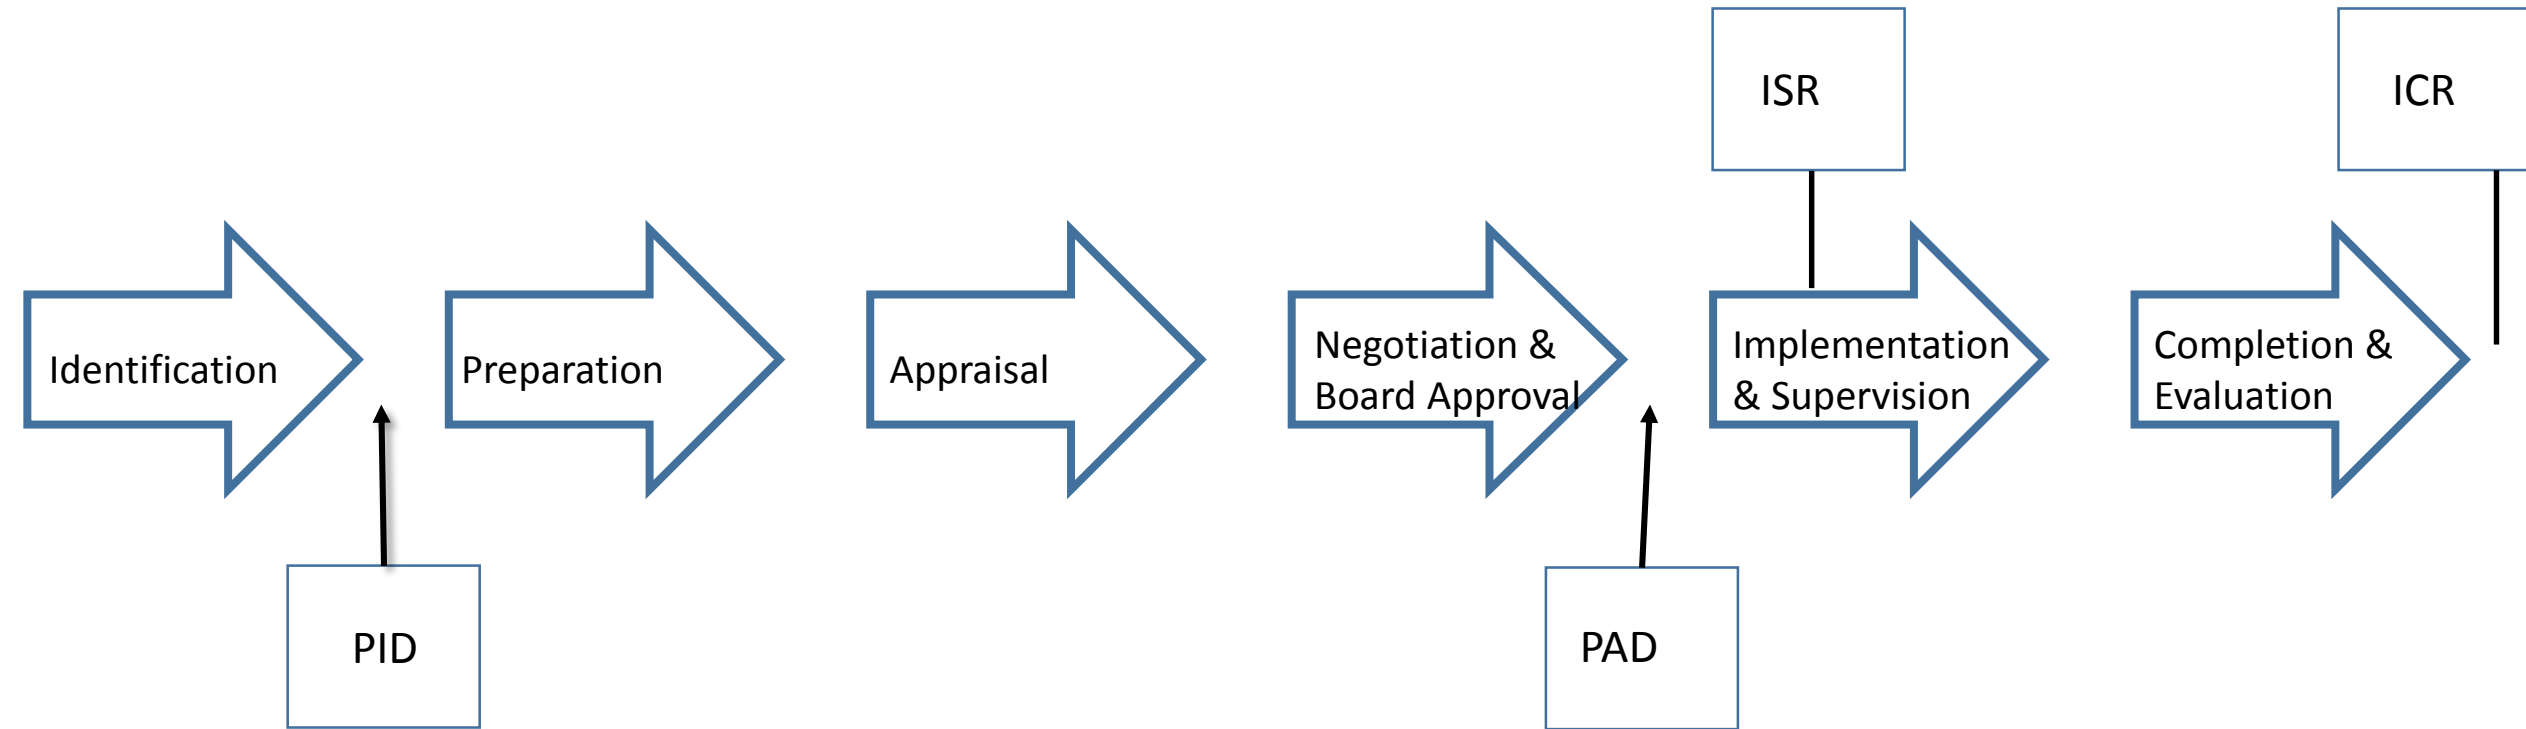 ISR
ICR
Identification
Preparation
Appraisal
Negotiation &
Board Approval
Implementation
& Supervision
Completion &
Evaluation
PID
PAD